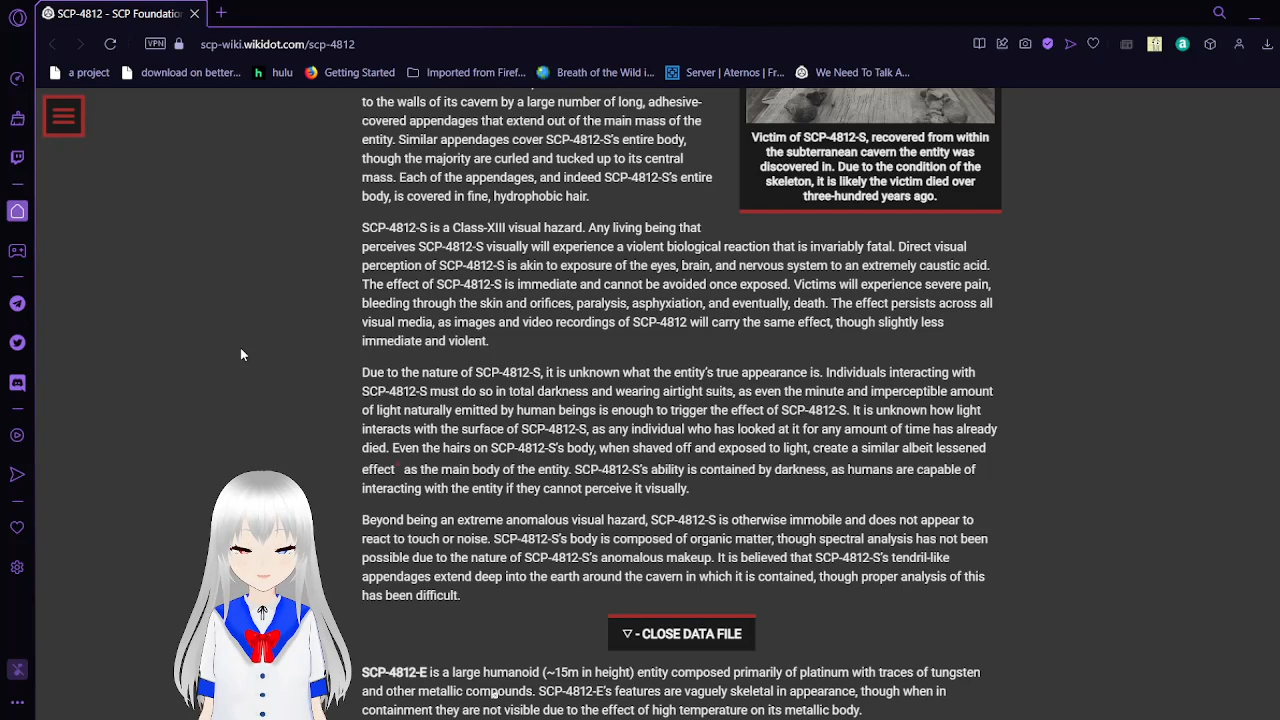 SCP-4812 - SCP Foundation
VPN
scp-wiki.wikidot.com/scp-4812
a project
download on better...
hulu
Getting Started
Imported from Firef...
Breath of the Wild i...
Server | Aternos | Fr...
We Need To Talk A...
to the walls of its cavern by a large number of long, adhesive-
covered appendages that extend out of the main mass of the
entity. Similar appendages cover SCP-4812-S's entire body,
though the majority are curled and tucked up to its central
mass. Each of the appendages, and indeed SCP-4812-S's entire
body, is covered in fine, hydrophobic hair.
Victim of SCP-4812-S, recovered from within
the subterranean cavern the entity was
discovered in. Due to the condition of the
skeleton, it is likely the victim died over
three-hundred years ago.
SCP-4812-S is a Class-XIII visual hazard. Any living being that
perceives SCP-4812-S visually will experience a violent biological reaction that is invariably fatal. Direct visual
perception of SCP-4812-S is akin to exposure of the eyes, brain, and nervous system to an extremely caustic acid.
The effect of SCP-4812-S is immediate and cannot be avoided once exposed. Victims will experience severe pain,
bleeding through the skin and orifices, paralysis, asphyxiation, and eventually, death. The effect persists across all
visual media, as images and video recordings of SCP-4812 will carry the same effect, though slightly less
immediate and violent.
Due to the nature of SCP-4812-S, it is unknown what the entity's true appearance is. Individuals interacting with
SCP-4812-S must do so in total darkness and wearing airtight suits, as even the minute and imperceptible amount
of light naturally emitted by human beings is enough to trigger the effect of SCP-4812-S. It is unknown how light
interacts with the surface of SCP-4812-S, as any individual who has looked at it for any amount of time has already
died. Even the hairs on SCP-4812-S's body, when shaved off and exposed to light, create a similar albeit lessened
effect as the main body of the entity. SCP-4812-S's ability is contained by darkness, as humans are capable of
interacting with the entity if they cannot perceive it visually.
Beyond being an extreme anomalous visual hazard, SCP-4812-S is otherwise immobile and does not appear to
react to touch or noise. SCP-4812-S's body is composed of organic matter, though spectral analysis has not been
possible due to the nature of SCP-4812-S's anomalous makeup. It is believed that SCP-4812-S's tendril-like
appendages extend deep into the earth around the cavern in which it is contained, though proper analysis of this
has been difficult.
▽ - CLOSE DATA FILE
SCP-4812-E is a large humanoid (~15m in height) entity composed primarily of platinum with traces of tungsten
and other metallic compounds. SCP-4812-E's features are vaguely skeletal in appearance, though when in
containment they are not visible due to the effect of high temperature on its metallic body.